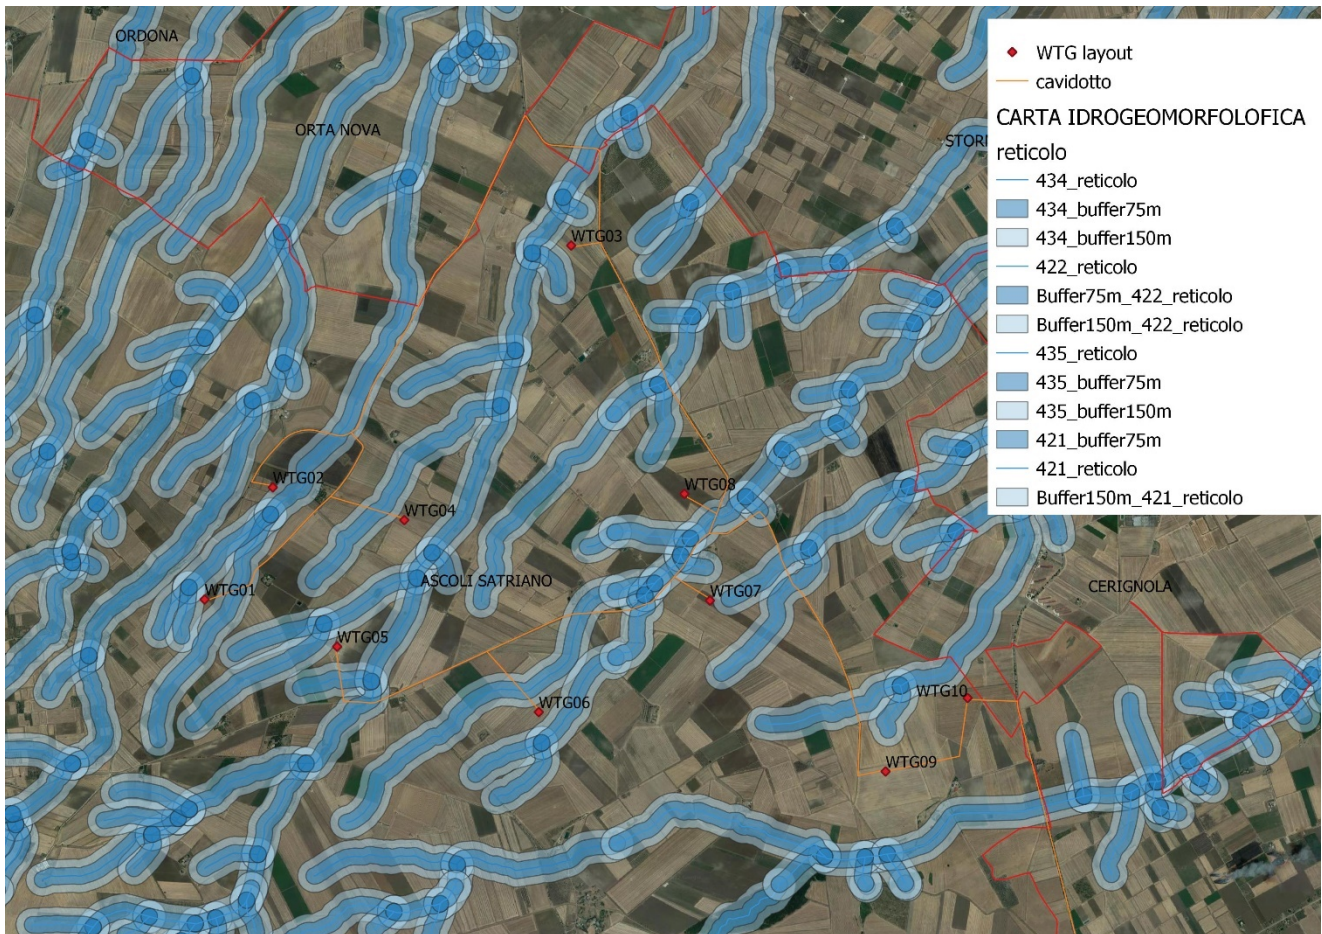 ORDONA
ORTA NOVA
STORN
WTG03
WTG02
WTG08
WTG04
ASCOLI SATRIANO
WTG01
WTG07
CERIGNOLA
WTG05
WTG10
WTG06
WTG09
WTG layout
cavidotto
CARTA IDROGEOMORFOLOFICA
reticolo
434_reticolo
434_buffer75m
434_buffer150m
422_reticolo
Buffer75m_422_reticolo
Buffer150m_422_reticolo
435_reticolo
435_buffer75m
435_buffer150m
421_buffer75m
421_reticolo
Buffer150m_421_reticolo